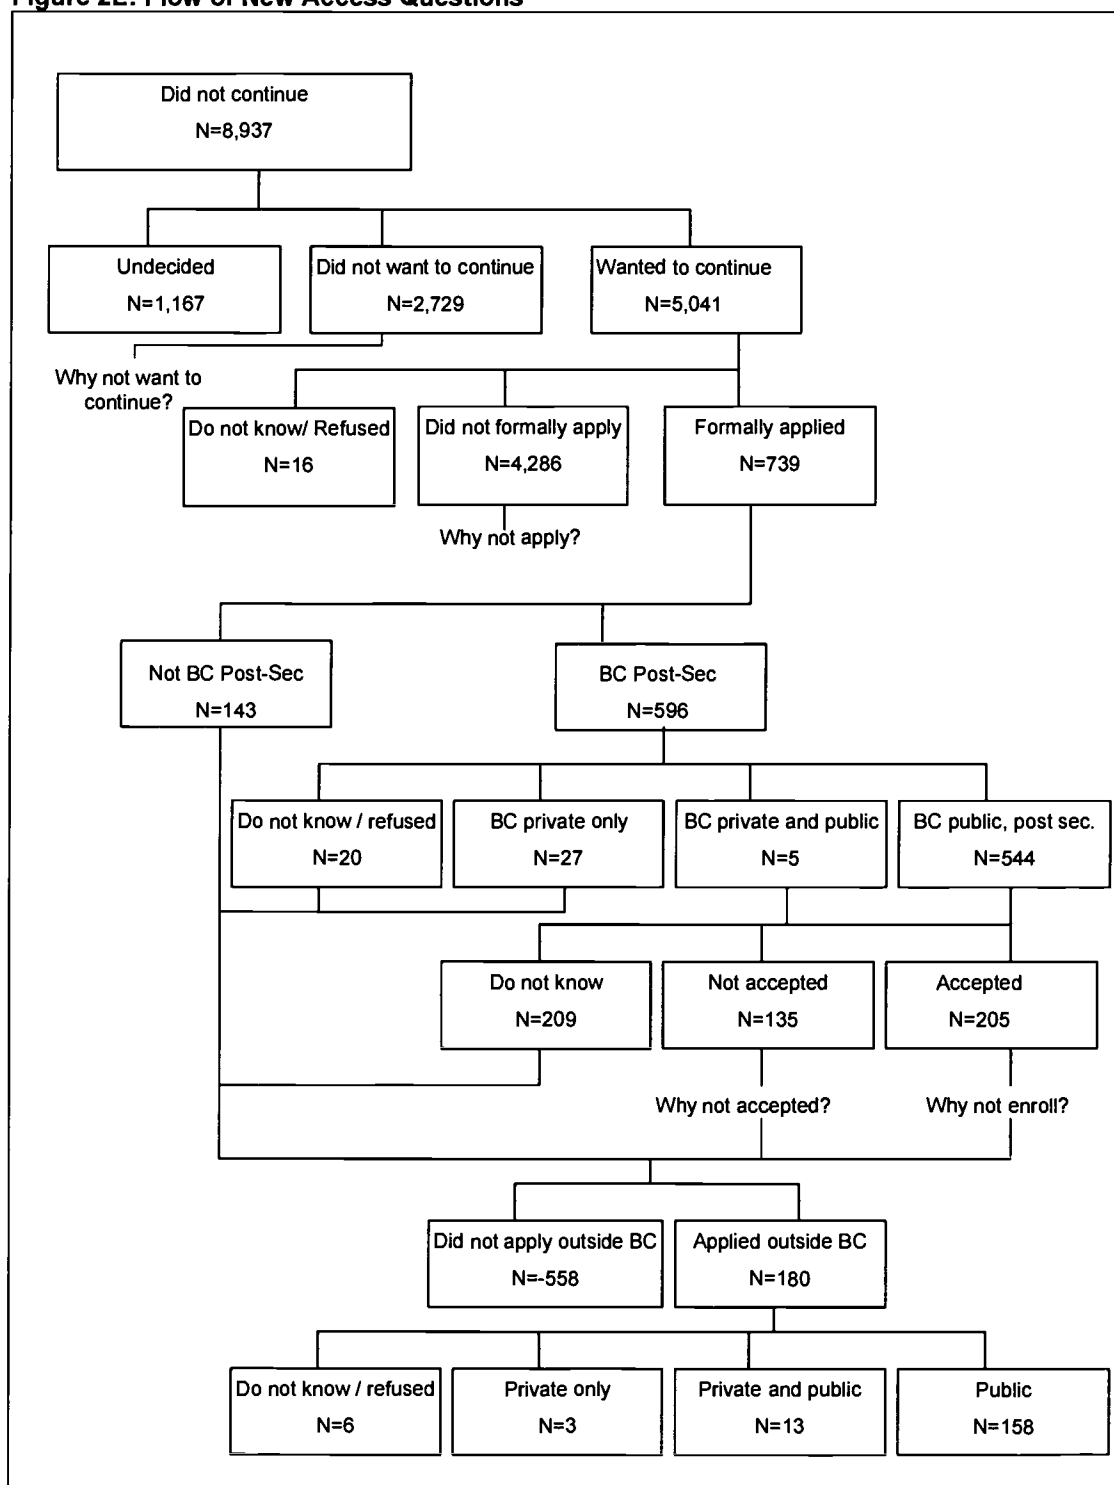 Figure 2E: Flow of New Access Questions
Did not continue
N=8,937
Undecided
N=1,167
Did not want to continue
N=2,729
Wanted to continue
N=5,041
Why not want to
continue?
Do not know/ Refused
N=16
Did not formally apply
N=4,286
Formally applied
N=739
Why not apply?
Not BC Post-Sec
N=143
BC Post-Sec
N=596
Do not know / refused
N=20
BC private only
N=27
BC private and public
N=5
BC public, post sec.
N=544
Do not know
N=209
Not accepted
N=135
Accepted
N=205
Why not accepted?
Why not enroll?
Did not apply outside BC
N=-558
Applied outside BC
N=180
Do not know / refused
N=6
Private only
N=3
Private and public
N=13
Public
N=158